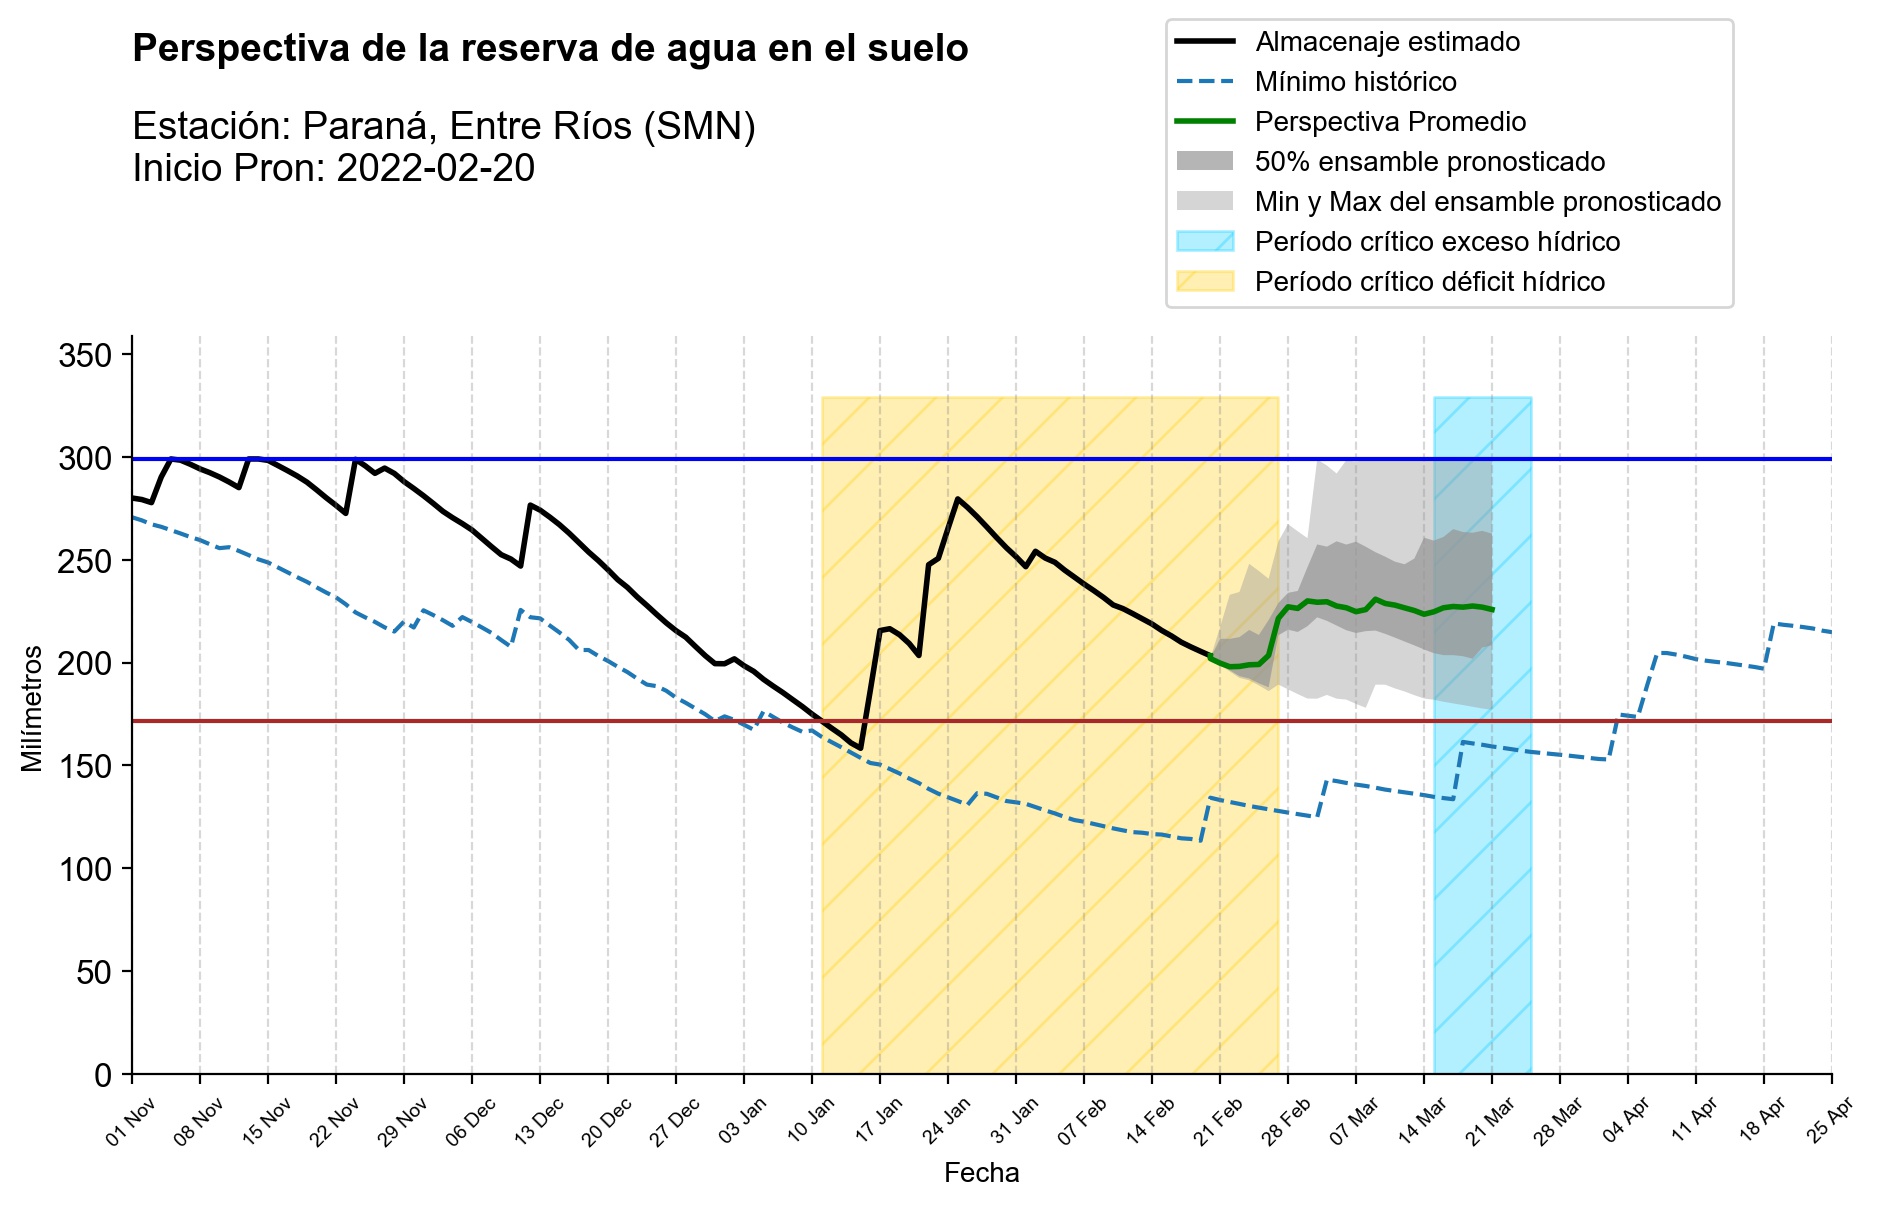 Perspectiva de la reserva de agua en el suelo
Estación: Paraná, Entre Ríos (SMN)
Inicio Pron: 2022-02-20
Almacenaje estimado
Mínimo histórico
Perspectiva Promedio
50% ensamble pronosticado
Min y Max del ensamble pronosticado
Período crítico exceso hídrico
Período crítico déficit hídrico
350
300
250
200
150
100
50
0
Milímetros
01 Nov
08 Nov
15 Nov
22 Nov
29 Nov
06 Dec
13 Dec
20 Dec
27 Dec
03 Jan
10 Jan
17 Jan
24 Jan
31 Jan
07 Feb
14 Feb
21 Feb
28 Feb
07 Mar
14 Mar
21 Mar
28 Mar
04 Apr
11 Apr
18 Apr
25 Apr
Fecha